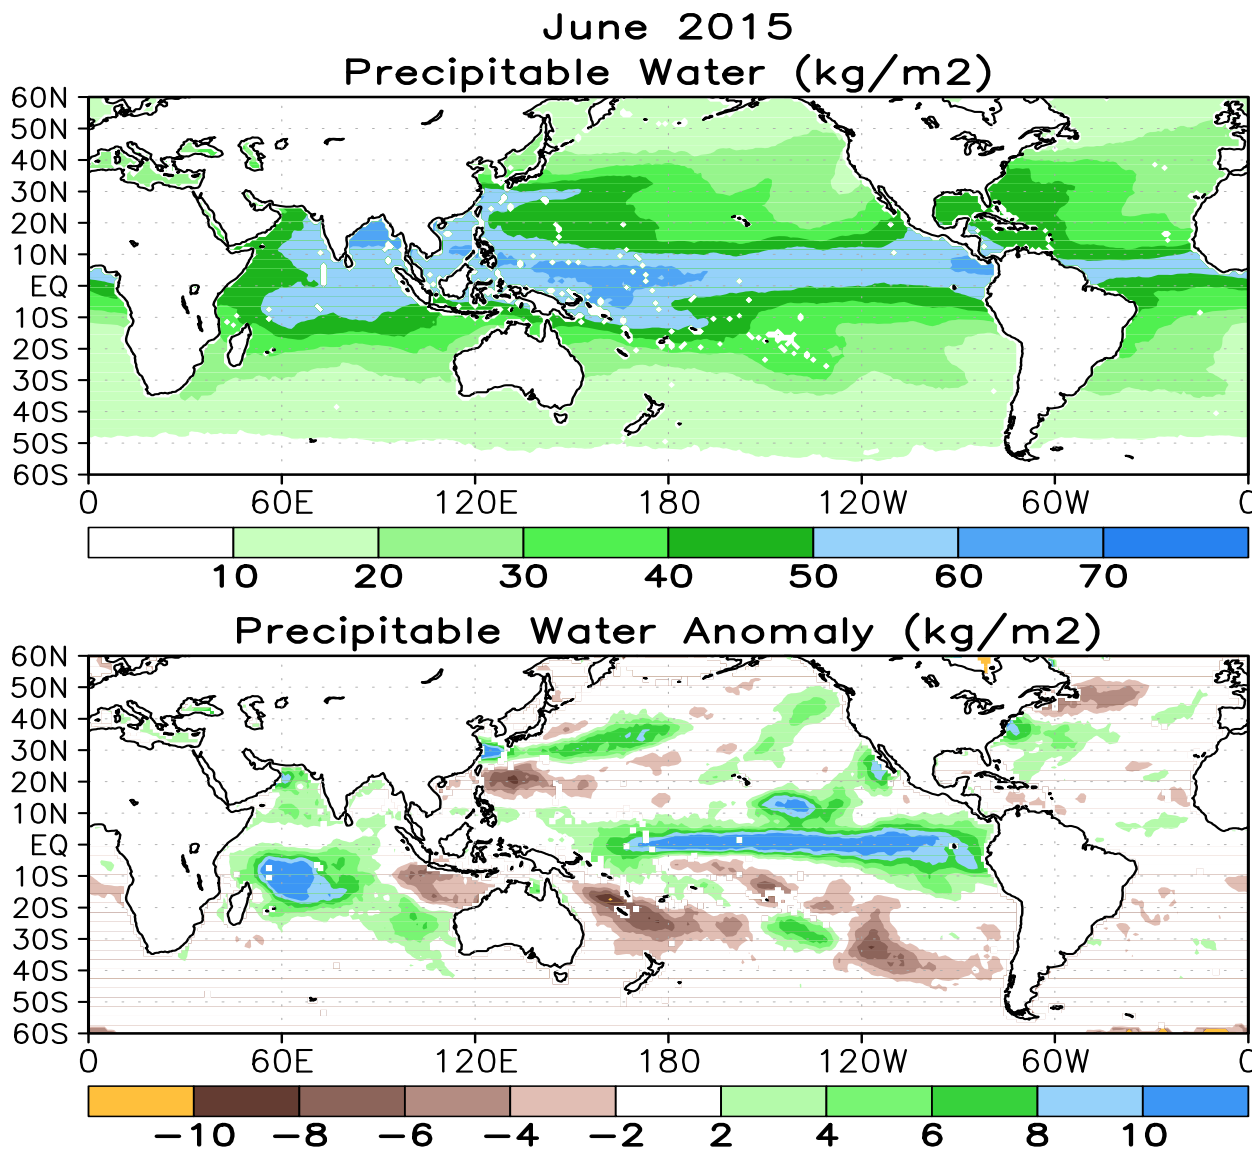 June 2015
Precipitable Water (kg/m2)
60N
50N
40N
30N
20N
10N
EQ
10S
20S
30S
40S
50S
60S
0 60E 120E 180 120W 60W 0
10 20 30 40 50 60 70
Precipitable Water Anomaly (kg/m2)
60N
50N
40N
30N
20N
10N
EQ
10S
20S
30S
40S
50S
60S
0 60E 120E 180 120W 60W 0
−10 −8 −6 −4 −2 2 4 6 8 10